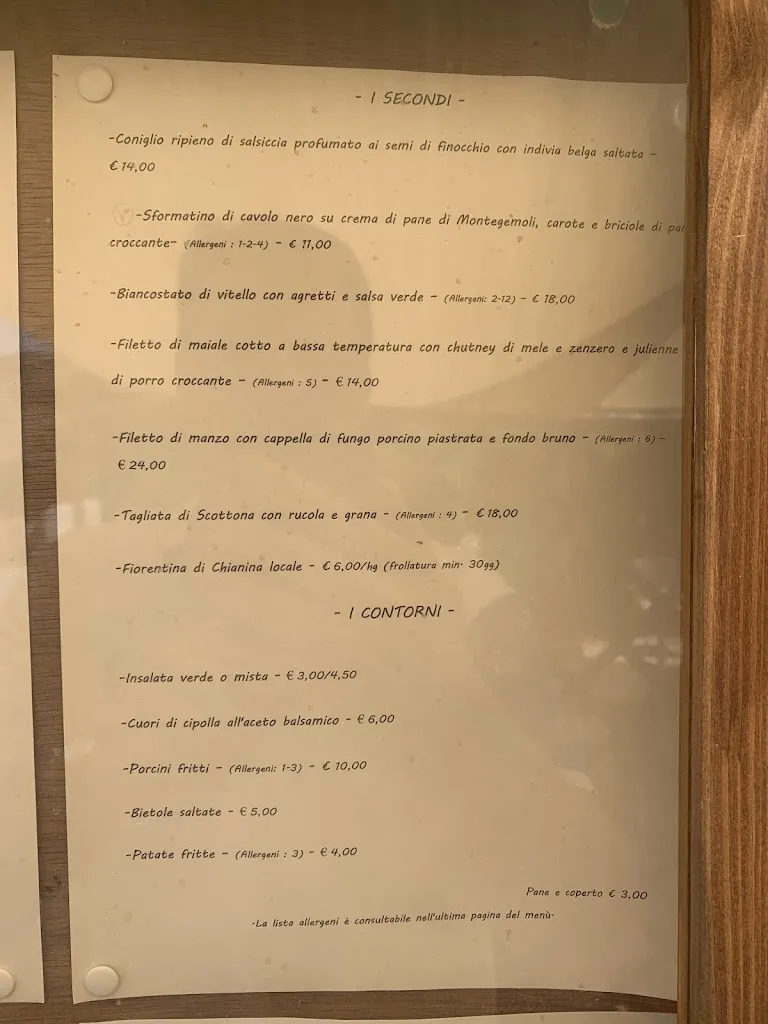 - I SECONDI -
-Coniglio ripieno di salsiccia profumato ai semi di finocchio con indivia belga saltata -
€ 14,00
V -Sformatino di cavolo nero su crema di pane di Montegemoli, carote e briciole di
croccante- (Allergeni : 1-2-4) - € 11,00
-Biancostato di vitello con agretti e salsa verde - (Allergeni: 2-12) - € 18,00
-Filetto di maiale cotto a bassa temperatura con chutney di mele e zenzero e julienne
di porro croccante - (Allergeni : 5) - € 14,00
-Filetto di manzo con cappella di fungo porcino piastrata e fondo bruno - (Allergeni : 6) -
€ 24,00
-Tagliata di Scottona con rucola e grana - (Allergeni : 4) - € 18,00
-Fiorentina di Chianina locale - € 6,00/hg (frollatura min. 30gg)
- I CONTORNI -
-Insalata verde o mista - € 3,00/4,50
-Cuori di cipolla all'aceto balsamico - € 6,00
-Porcini fritti - (Allergeni: 1-3) - € 10,00
-Bietole saltate - € 5,00
-Patate fritte - (Allergeni : 3) - € 4,00
Pane e coperto € 3,00
·La lista allergeni è consultabile nell'ultima pagina del menù·